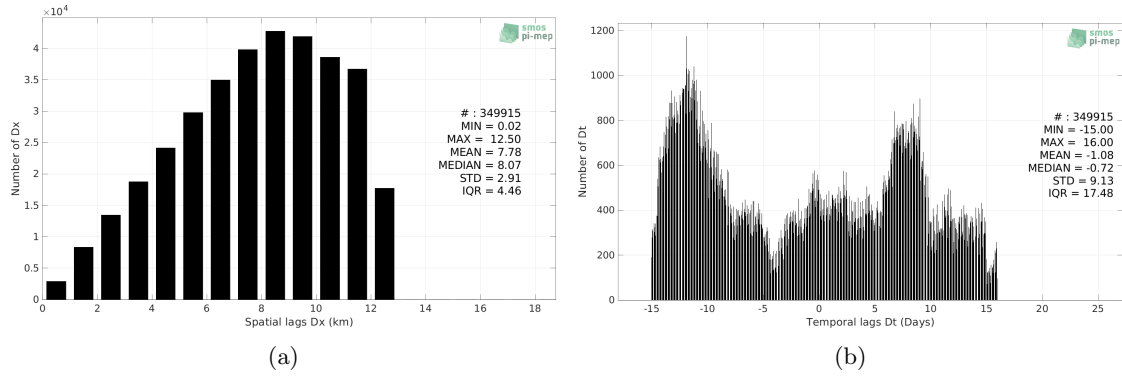 ×10⁴
4
3.5
3
2.5
2
1.5
1
0.5
0
Number of Dx
0 2 4 6 8 10 12 14 16 18
Spatial lags Dx (km)
smos
pi-mep
# : 349915
MIN = 0.02
MAX = 12.50
MEAN = 7.78
MEDIAN = 8.07
STD = 2.91
IQR = 4.46
(a)
1200
1000
800
600
400
200
0
Number of Dt
-15 -10 -5 0 5 10 15 20 25
Temporal lags Dt (Days)
smos
pi-mep
# : 349915
MIN = -15.00
MAX = 16.00
MEAN = -1.08
MEDIAN = -0.72
STD = 9.13
IQR = 17.48
(b)